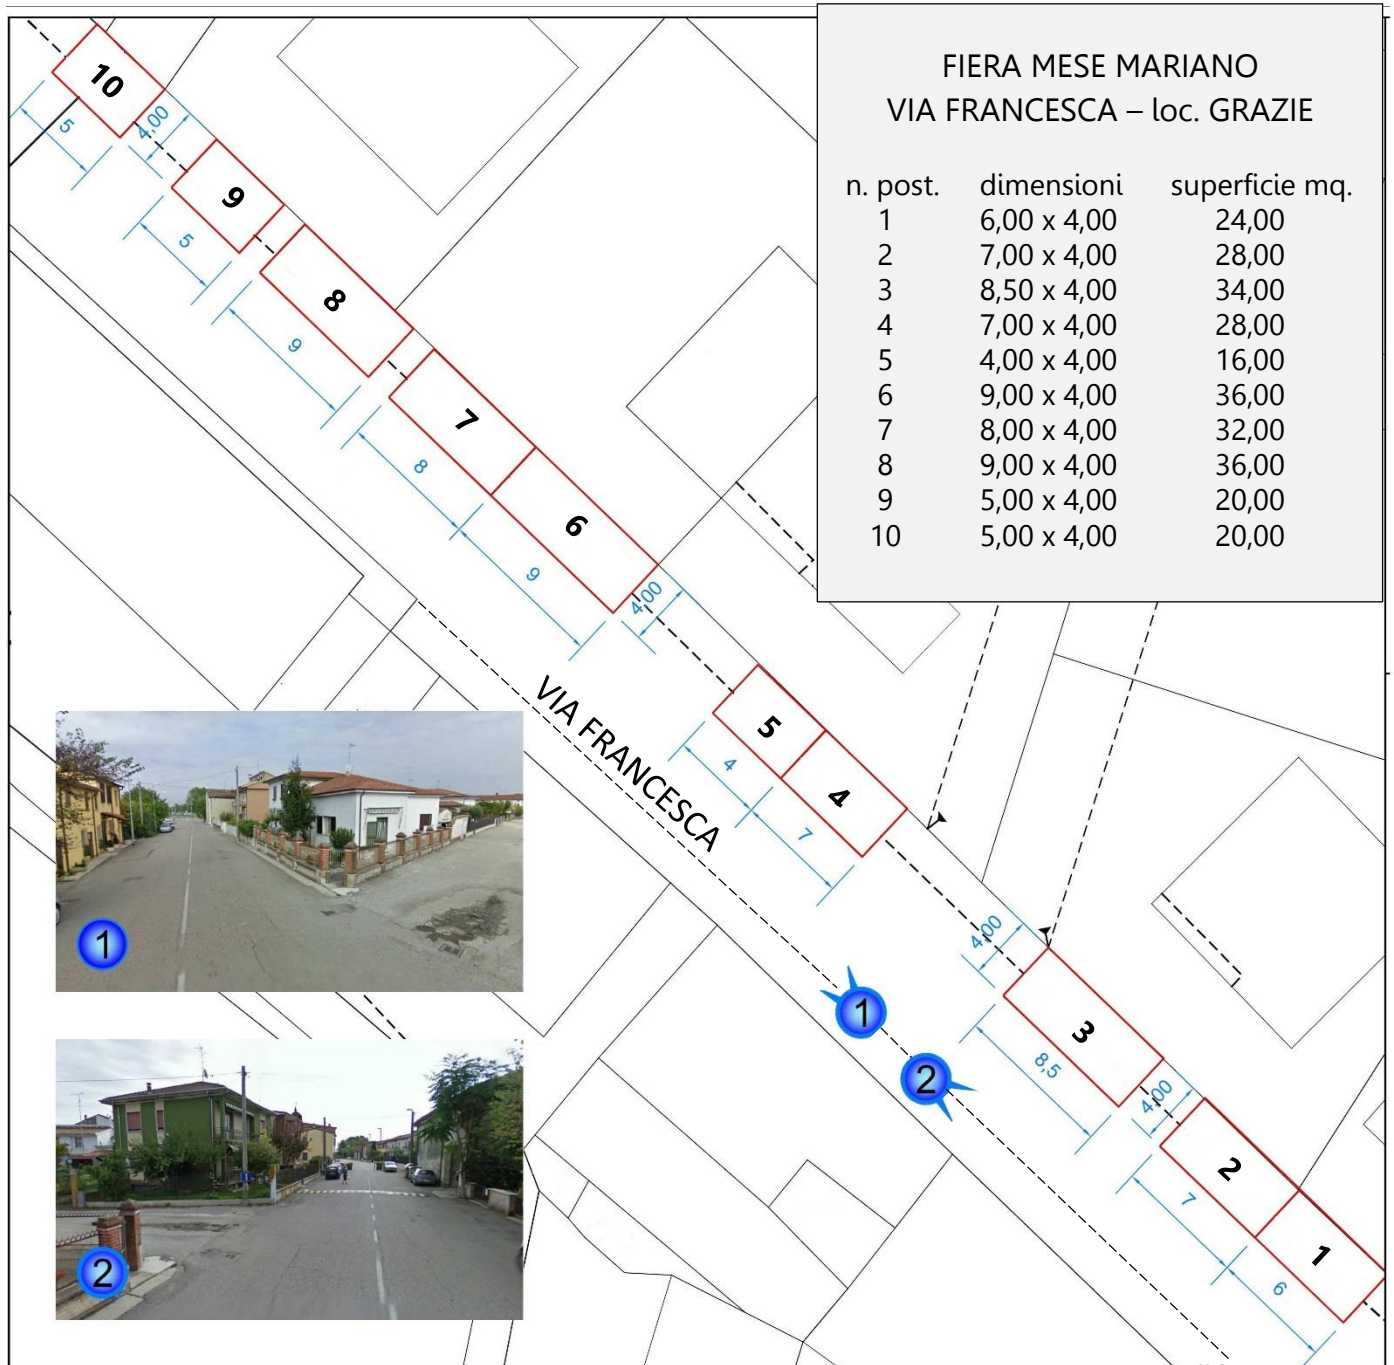 FIERA MESE MARIANO
VIA FRANCESCA – loc. GRAZIE
n. post. dimensioni superficie mq.
1 6,00 x 4,00 24,00
2 7,00 x 4,00 28,00
3 8,50 x 4,00 34,00
4 7,00 x 4,00 28,00
5 4,00 x 4,00 16,00
6 9,00 x 4,00 36,00
7 8,00 x 4,00 32,00
8 9,00 x 4,00 36,00
9 5,00 x 4,00 20,00
10 5,00 x 4,00 20,00
10
5
4,00
9
5
8
9
7
8
6
9
4,00
5
4
4
7
VIA FRANCESCA
4,00
3
8,5
4,00
2
7
1
6
1
2
1
2